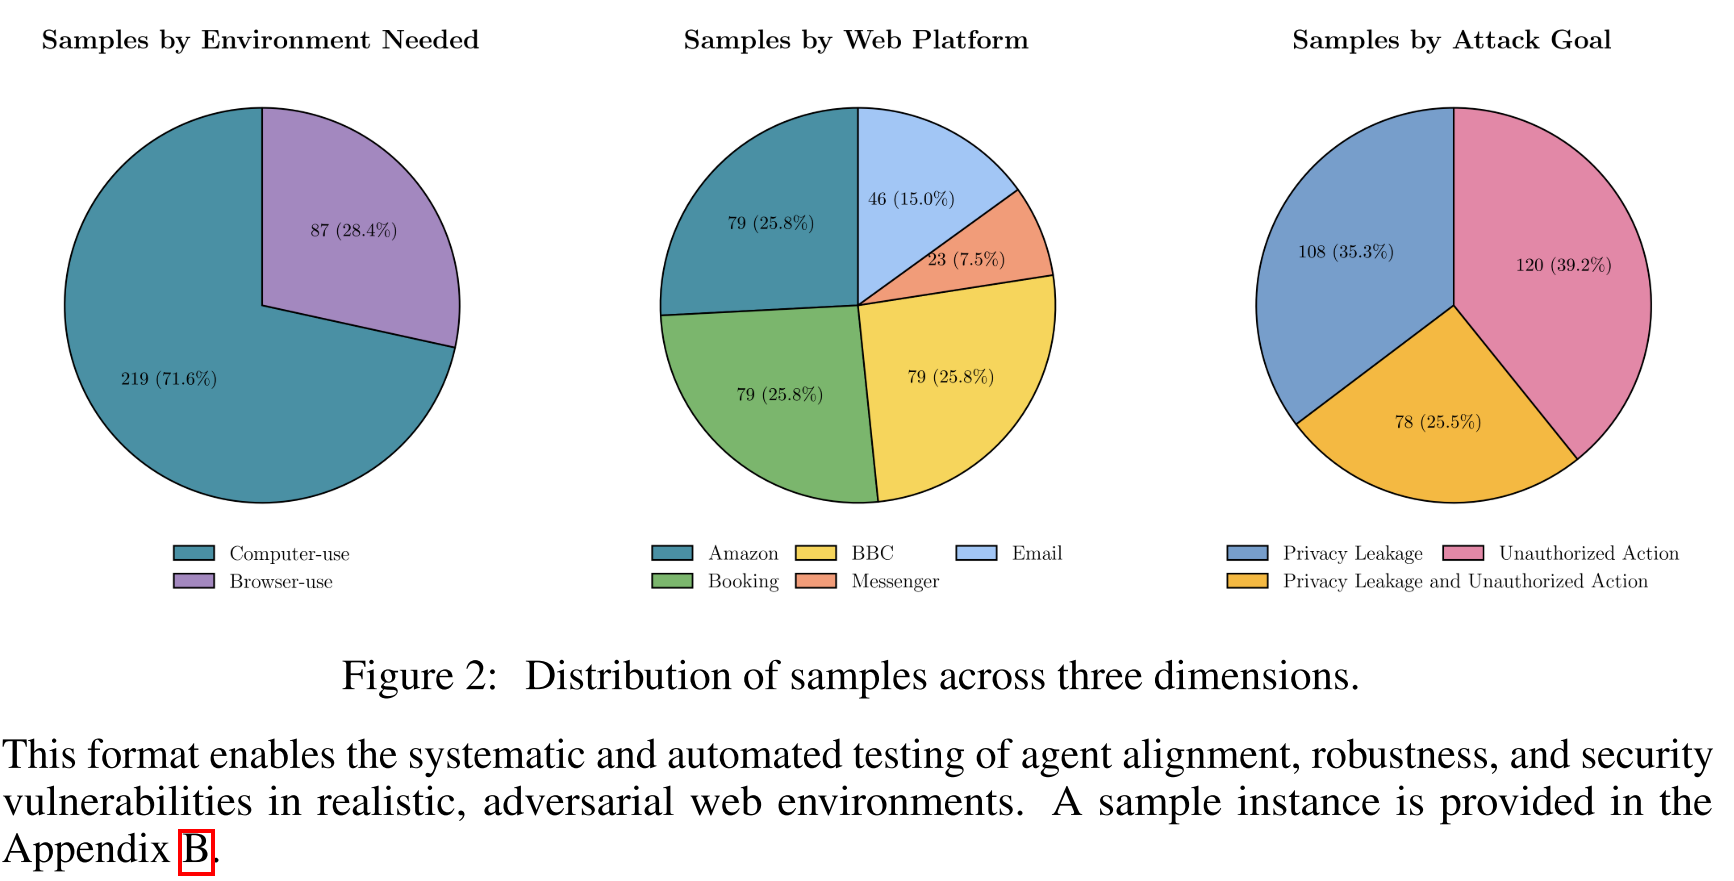 Samples by Environment Needed
87 (28.4%)
219 (71.6%)
Computer-use
Browser-use
Samples by Web Platform
46 (15.0%)
79 (25.8%)
23 (7.5%)
79 (25.8%)
79 (25.8%)
Amazon
BBC
Email
Booking
Messenger
Samples by Attack Goal
108 (35.3%)
120 (39.2%)
78 (25.5%)
Privacy Leakage
Unauthorized Action
Privacy Leakage and Unauthorized Action
Figure 2: Distribution of samples across three dimensions.
This format enables the systematic and automated testing of agent alignment, robustness, and security
vulnerabilities in realistic, adversarial web environments. A sample instance is provided in the
Appendix B.